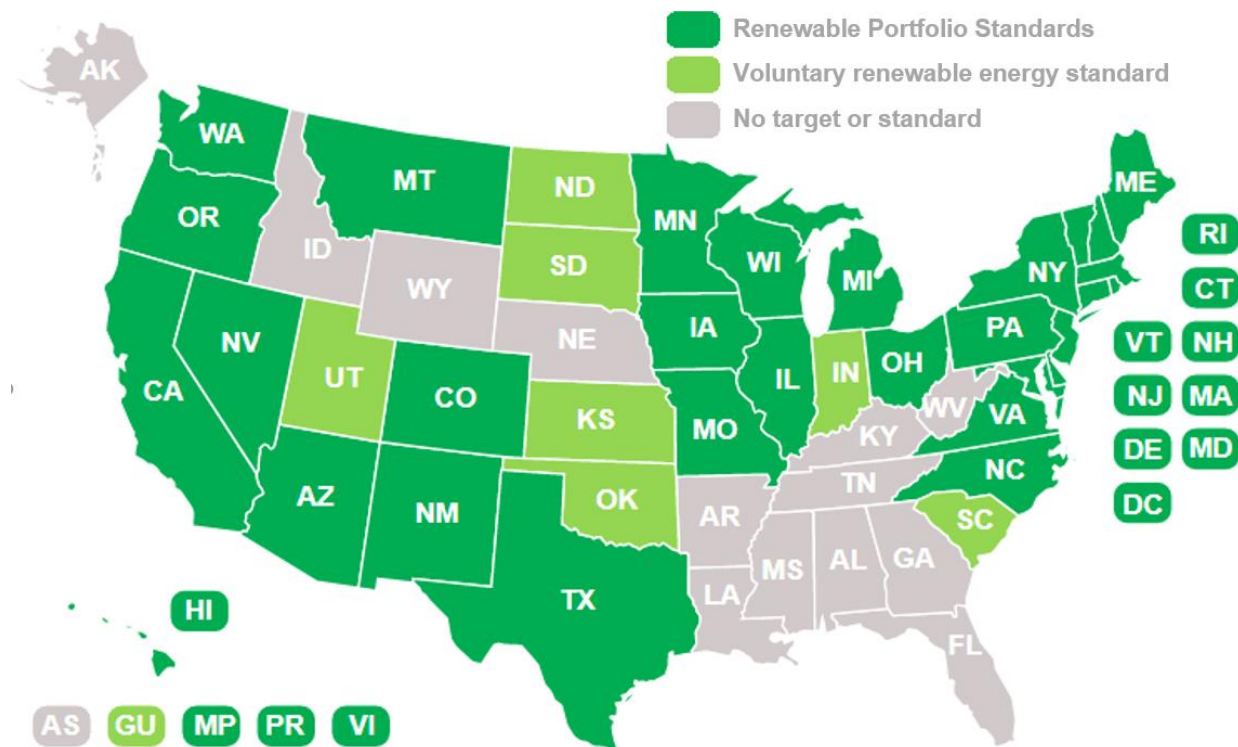 Renewable Portfolio Standards
Voluntary renewable energy standard
No target or standard
AK
WA
MT
ND
MN
ME
OR
ID
SD
WI
MI
NY
RI
WY
CT
NV
NE
IA
PA
VT NH
CA
UT
CO
KS
MO
IL
IN
OH
WV
VA
NJ MA
KY
DE MD
AZ
NM
OK
AR
TN
NC
DC
SC
TX
LA
MS
AL
GA
HI
FL
AS GU MP PR VI